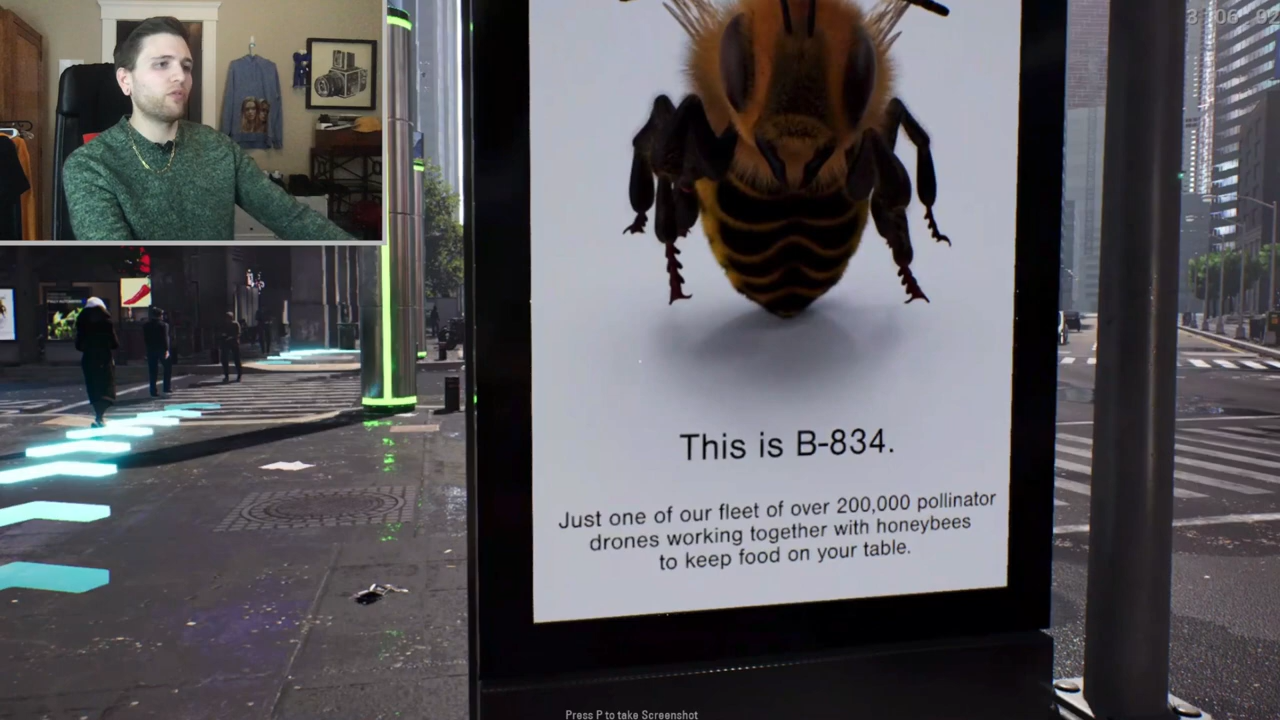 This is B-834.
Just one of our fleet of over 200,000 pollinator
drones working together with honeybees
to keep food on your table.
Press P to take Screenshot